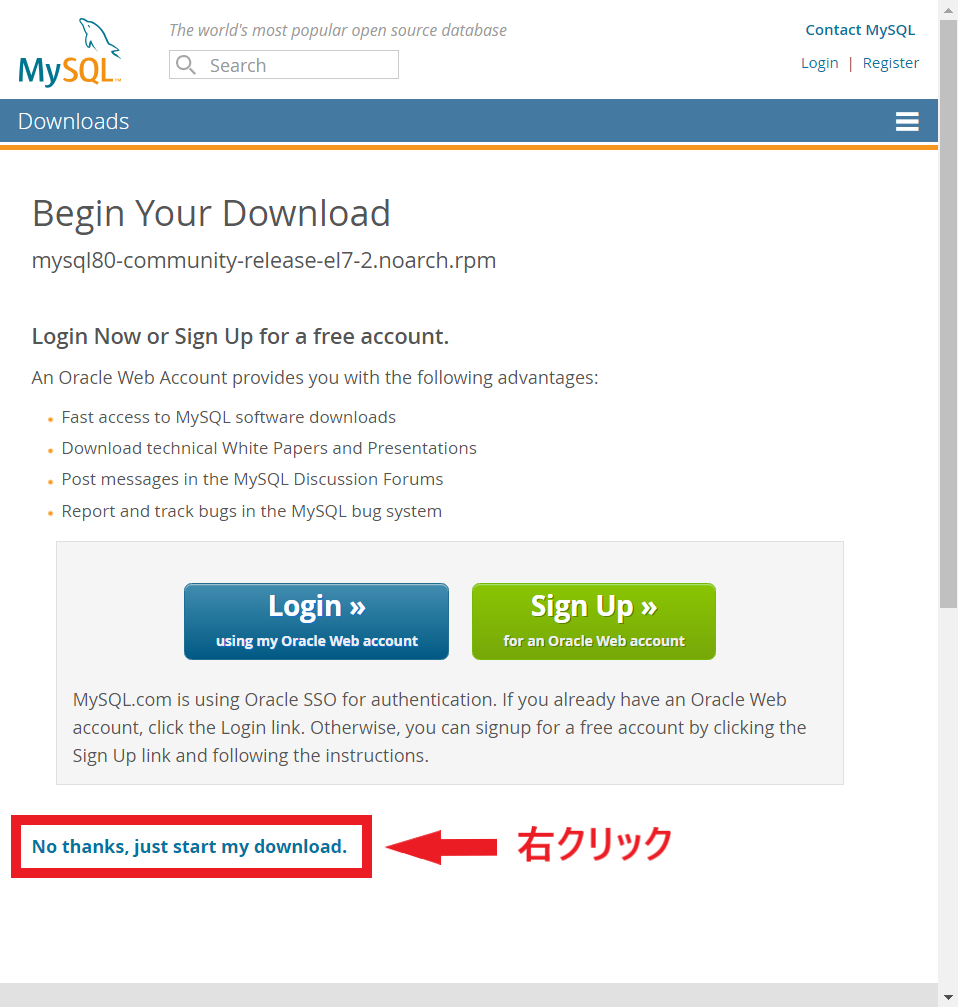 The world's most popular open source database
Contact MySQL
MySQL™
Search
Login | Register
Downloads
Begin Your Download
mysql80-community-release-el7-2.noarch.rpm
Login Now or Sign Up for a free account.
An Oracle Web Account provides you with the following advantages:
Fast access to MySQL software downloads
Download technical White Papers and Presentations
Post messages in the MySQL Discussion Forums
Report and track bugs in the MySQL bug system
Login »
using my Oracle Web account
Sign Up »
for an Oracle Web account
MySQL.com is using Oracle SSO for authentication. If you already have an Oracle Web
account, click the Login link. Otherwise, you can signup for a free account by clicking the
Sign Up link and following the instructions.
No thanks, just start my download.
右クリック